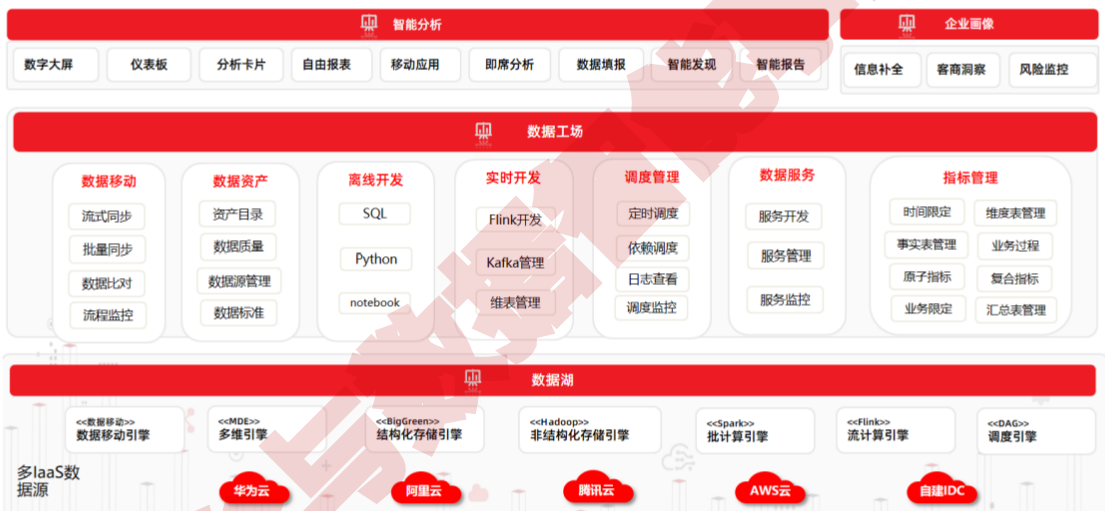 智能分析
企业画像
数字大屏
仪表板
分析卡片
自由报表
移动应用
即席分析
数据填报
智能发现
智能报告
信息补全
客商洞察
风险监控
数据工场
数据移动
流式同步
批量同步
数据比对
流程监控
数据资产
资产目录
数据质量
数据源管理
数据标准
离线开发
SQL
Python
notebook
实时开发
Flink开发
Kafka管理
维表管理
调度管理
定时调度
依赖调度
日志查看
调度监控
数据服务
服务开发
服务管理
服务监控
指标管理
时间限定
维度表管理
事实表管理
业务过程
原子指标
复合指标
业务限定
汇总表管理
数据湖
<<数据移动>>
数据移动引擎
<<MDE>>
多维引擎
<<BigGreen>>
结构化存储引擎
<<Hadoop>>
非结构化存储引擎
<<Spark>>
批计算引擎
<<Flink>>
流计算引擎
<<DAG>>
调度引擎
多IaaS数
据源
华为云
阿里云
腾讯云
AWS云
自建IDC
与数据